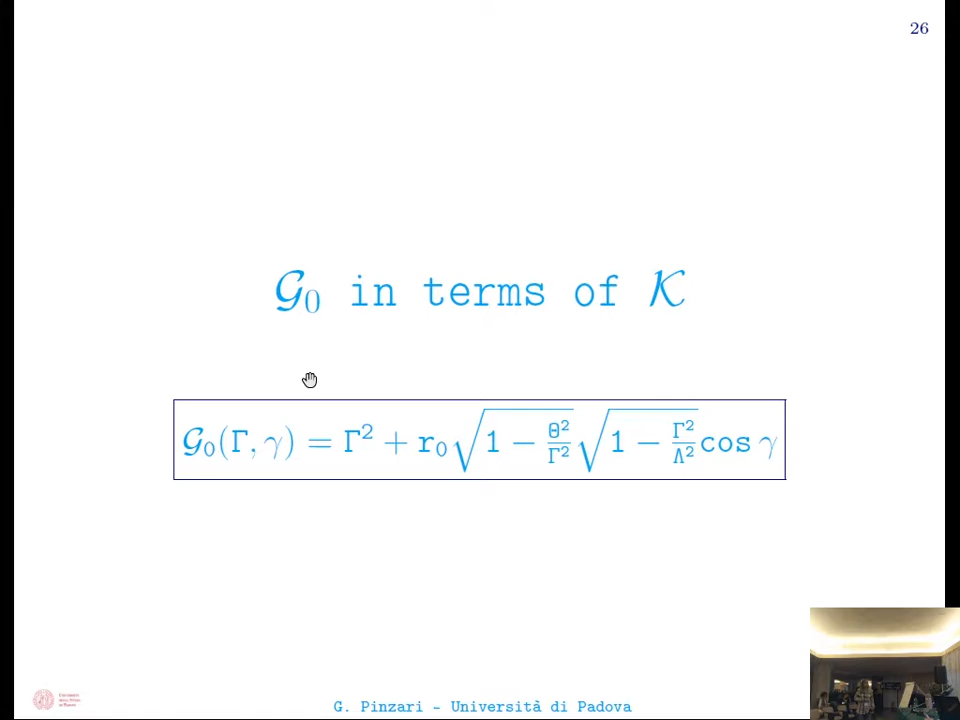 26
𝒢₀ in terms of 𝒦
𝒢₀(Γ, γ) = Γ² + r₀√(1 − Θ²/Γ²)√(1 − Γ²/Λ²)cos γ
G. Pinzari - Università di Padova